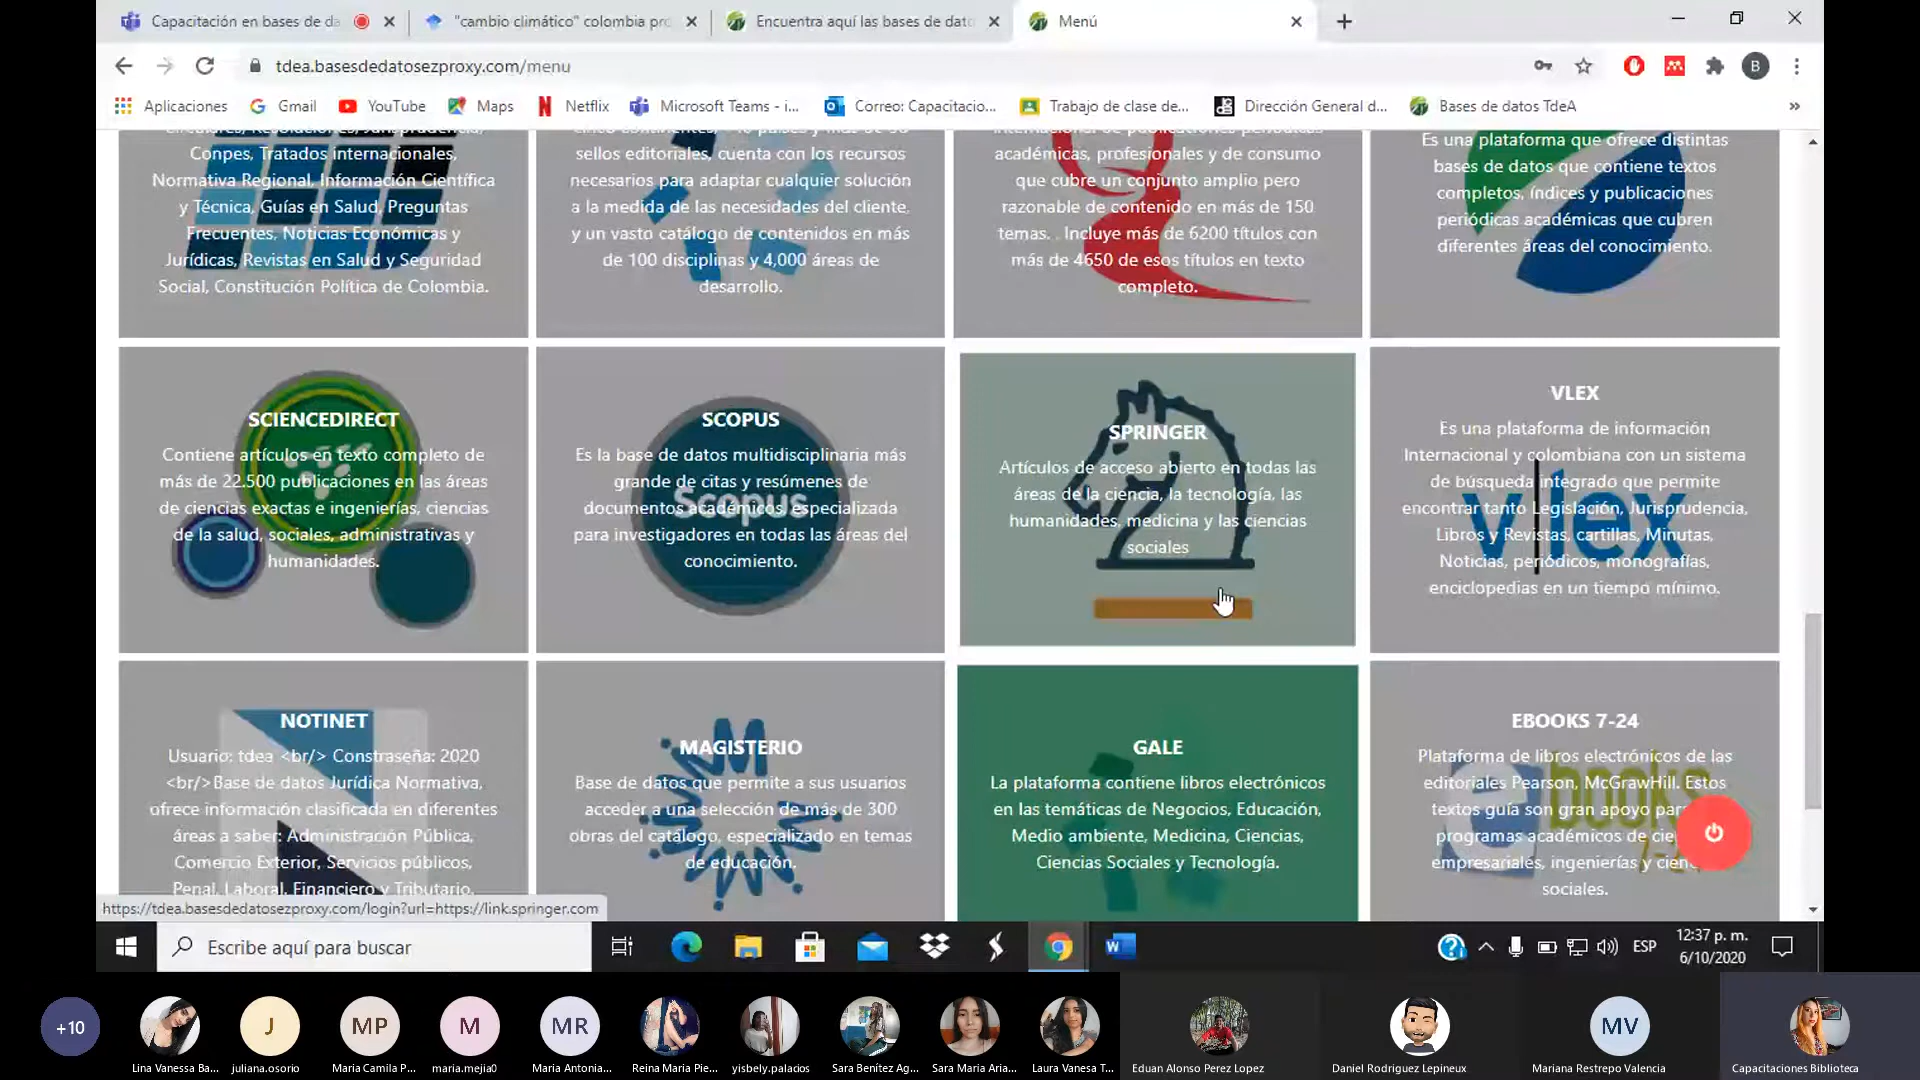 Capacitación en bases de da
"cambio climático" colombia pro
Encuentra aquí las bases de dato
Menú
tdea.basesdedatosezproxy.com/menu
B
Aplicaciones
Gmail
YouTube
Maps
Netflix
Microsoft Teams - i...
Correo: Capacitacio...
Trabajo de clase de...
Dirección General d...
Bases de datos TdeA
»
Circulares, Resoluciones, Jurisprudencia,
Conpes, Tratados internacionales,
Normativa Regional, Información Científica
y Técnica, Guías en Salud, Preguntas
Frecuentes, Noticias Económicas y
Jurídicas, Revistas en Salud y Seguridad
Social, Constitución Política de Colombia.
sellos editoriales, cuenta con los recursos
necesarios para adaptar cualquier solución
a la medida de las necesidades del cliente,
y un vasto catálogo de contenidos en más
de 100 disciplinas y 4,000 áreas de
desarrollo.
internacional de publicaciones periódicas
académicas, profesionales y de consumo
que cubre un conjunto amplio pero
razonable de contenido en más de 150
temas. . Incluye más de 6200 títulos con
más de 4650 de esos títulos en texto
completo.
Es una plataforma que ofrece distintas
bases de datos que contiene textos
completos, índices y publicaciones
periódicas académicas que cubren
diferentes áreas del conocimiento.
SCIENCEDIRECT
Contiene artículos en texto completo de
más de 22.500 publicaciones en las áreas
de ciencias exactas e ingenierías, ciencias
de la salud, sociales, administrativas y
humanidades.
SCOPUS
Es la base de datos multidisciplinaria más
grande de citas y resúmenes de
documentos académicos, especializada
para investigadores en todas las áreas del
conocimiento.
Scopus
SPRINGER
Artículos de acceso abierto en todas las
áreas de la ciencia, la tecnología, las
humanidades, medicina y las ciencias
sociales
VLEX
Es una plataforma de información
Internacional y colombiana con un sistema
de búsqueda integrado que permite
encontrar tanto Legislación, Jurisprudencia,
Libros y Revistas, cartillas, Minutas,
Noticias, periódicos, monografías,
enciclopedias en un tiempo mínimo.
v|lex
NOTINET
Usuario: tdea <br/> Constraseña: 2020
<br/>Base de datos Jurídica Normativa,
ofrece información clasificada en diferentes
áreas a saber: Administración Pública,
Comercio Exterior, Servicios públicos,
Penal, Laboral, Financiero y Tributario.
MAGISTERIO
Base de datos que permite a sus usuarios
acceder a una selección de más de 300
obras del catálogo, especializado en temas
de educación.
GALE
La plataforma contiene libros electrónicos
en las temáticas de Negocios, Educación,
Medio ambiente, Medicina, Ciencias,
Ciencias Sociales y Tecnología.
EBOOKS 7-24
Plataforma de libros electrónicos de las
editoriales Pearson, McGrawHill. Estos
textos guía son gran apoyo para
programas académicos de
empresariales, ingenierías y
sociales.
https://tdea.basesdedatosezproxy.com/login?url=https://link.springer.com
Escribe aquí para buscar
ESP
12:37 p. m.
6/10/2020
+10
J
MP
M
MR
MV
Lina Vanessa Ba...
juliana.osorio
Maria Camila P...
maria.mejia0
Maria Antonia...
Reina Maria Pie...
yisbely.palacios
Sara Benítez Ag...
Sara Maria Aria...
Laura Vanesa T...
Eduan Alonso Perez Lopez
Daniel Rodriguez Lepineux
Mariana Restrepo Valencia
Capacitaciones Biblioteca